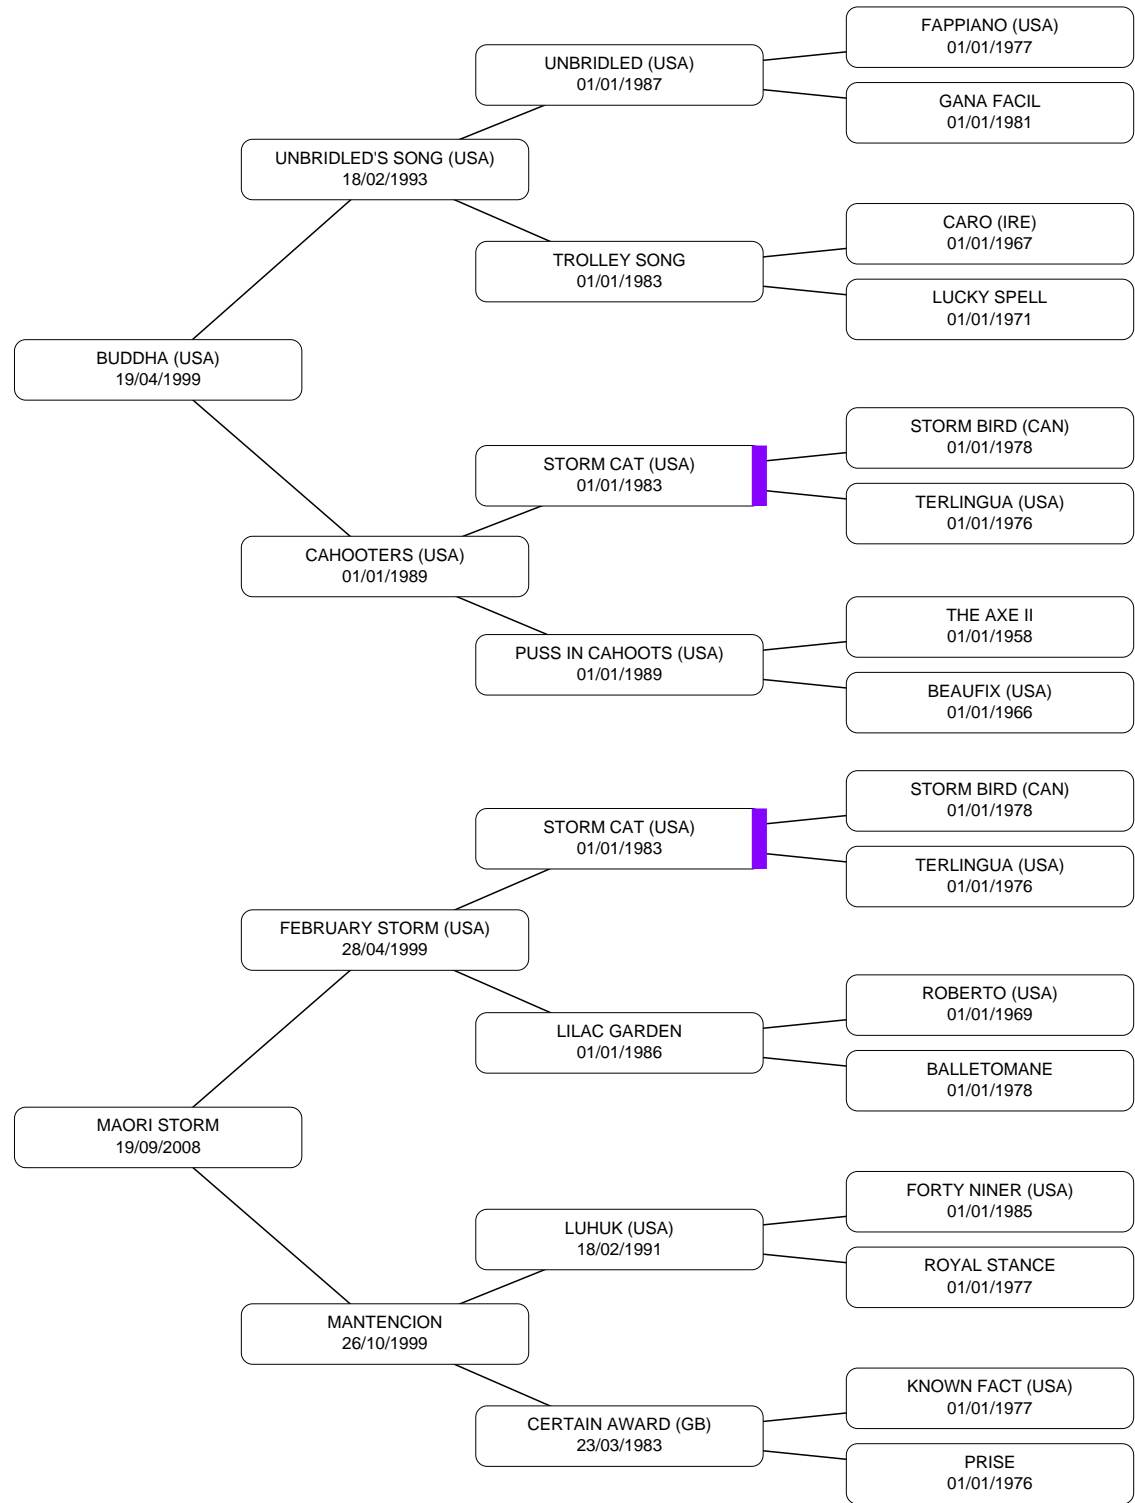 FAPPIANO (USA)
01/01/1977
UNBRIDLED (USA)
01/01/1987
GANA FACIL
01/01/1981
UNBRIDLED'S SONG (USA)
18/02/1993
CARO (IRE)
01/01/1967
TROLLEY SONG
01/01/1983
LUCKY SPELL
01/01/1971
BUDDHA (USA)
19/04/1999
STORM BIRD (CAN)
01/01/1978
STORM CAT (USA)
01/01/1983
TERLINGUA (USA)
01/01/1976
CAHOOTERS (USA)
01/01/1989
THE AXE II
01/01/1958
PUSS IN CAHOOTS (USA)
01/01/1989
BEAUFIX (USA)
01/01/1966
STORM BIRD (CAN)
01/01/1978
STORM CAT (USA)
01/01/1983
TERLINGUA (USA)
01/01/1976
FEBRUARY STORM (USA)
28/04/1999
ROBERTO (USA)
01/01/1969
LILAC GARDEN
01/01/1986
BALLETOMANE
01/01/1978
MAORI STORM
19/09/2008
FORTY NINER (USA)
01/01/1985
LUHUK (USA)
18/02/1991
ROYAL STANCE
01/01/1977
MANTENCION
26/10/1999
KNOWN FACT (USA)
01/01/1977
CERTAIN AWARD (GB)
23/03/1983
PRISE
01/01/1976